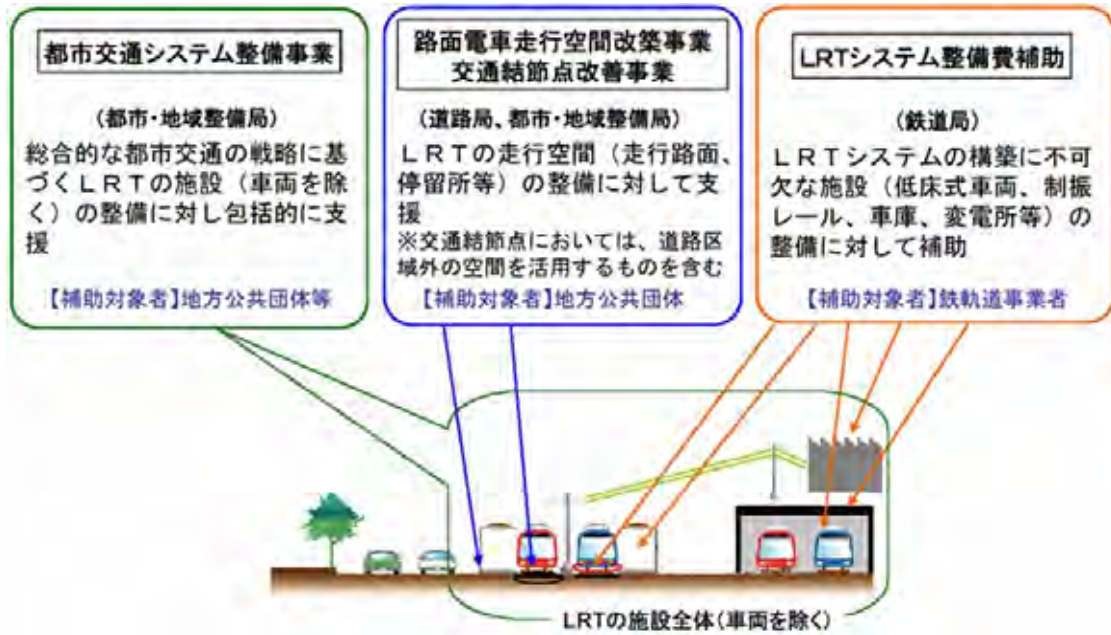 都市交通システム整備事業
(都市・地域整備局)
総合的な都市交通の戦略に基
づくLRTの施設(車両を除
く)の整備に対し包括的に支
援
【補助対象者】地方公共団体等
路面電車走行空間改築事業
交通結節点改善事業
(道路局、都市・地域整備局)
LRTの走行空間(走行路面、
停留所等)の整備に対して支
援
※交通結節点においては、道路区
域外の空間を活用するものを含む
【補助対象者】地方公共団体
LRTシステム整備費補助
(鉄道局)
LRTシステムの構築に不可
欠な施設(低床式車両、制振
レール、車庫、変電所等)の
整備に対して補助
【補助対象者】鉄軌道事業者
LRTの施設全体(車両を除く)